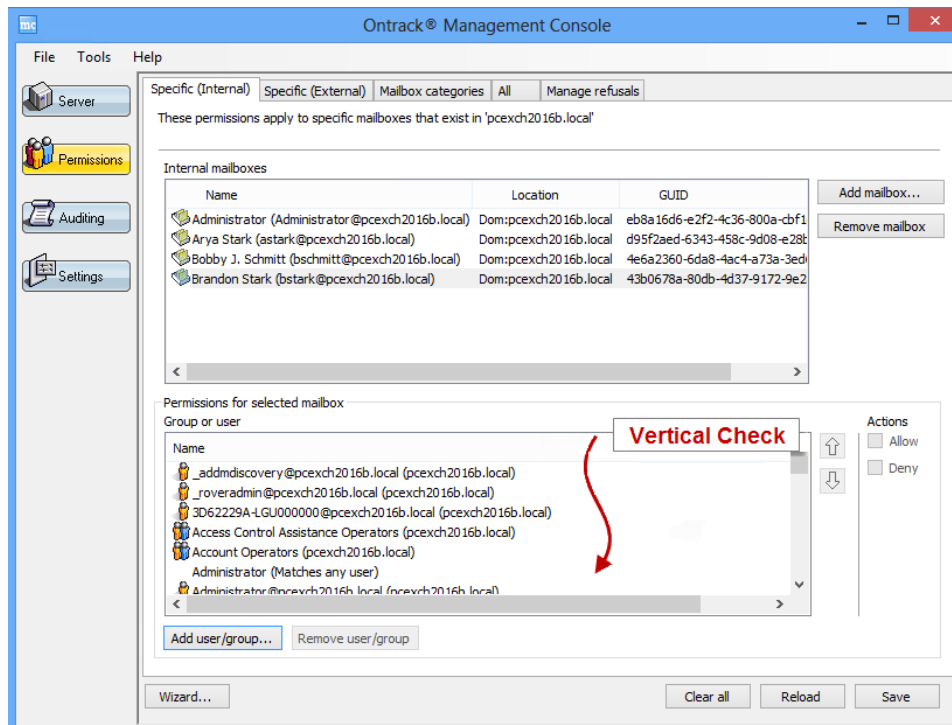 mc
Ontrack® Management Console
File Tools Help
Server
Permissions
Auditing
Settings
Specific (Internal) Specific (External) Mailbox categories All Manage refusals
These permissions apply to specific mailboxes that exist in 'pcexch2016b.local'
Internal mailboxes
Name Location GUID
Administrator (Administrator@pcexch2016b.local) Dom:pcexch2016b.local eb8a16d6-e2f2-4c36-800a-cbf1
Arya Stark (astark@pcexch2016b.local) Dom:pcexch2016b.local d95f2aed-6343-458c-9d08-e28b
Bobby J. Schmitt (bschmitt@pcexch2016b.local) Dom:pcexch2016b.local 4e6a2360-6da8-4ac4-a73a-3ed
Brandon Stark (bstark@pcexch2016b.local) Dom:pcexch2016b.local 43b0678a-80db-4d37-9172-9e2
Add mailbox...
Remove mailbox
Permissions for selected mailbox
Group or user
Name
Vertical Check
_addmdiscovery@pcexch2016b.local (pcexch2016b.local)
_roveradmin@pcexch2016b.local (pcexch2016b.local)
3D62229A-LGU000000@pcexch2016b.local (pcexch2016b.local)
Access Control Assistance Operators (pcexch2016b.local)
Account Operators (pcexch2016b.local)
Administrator (Matches any user)
Administrator@pcexch2016b.local (pcexch2016b.local)
Actions
Allow
Deny
Add user/group... Remove user/group
Wizard... Clear all Reload Save